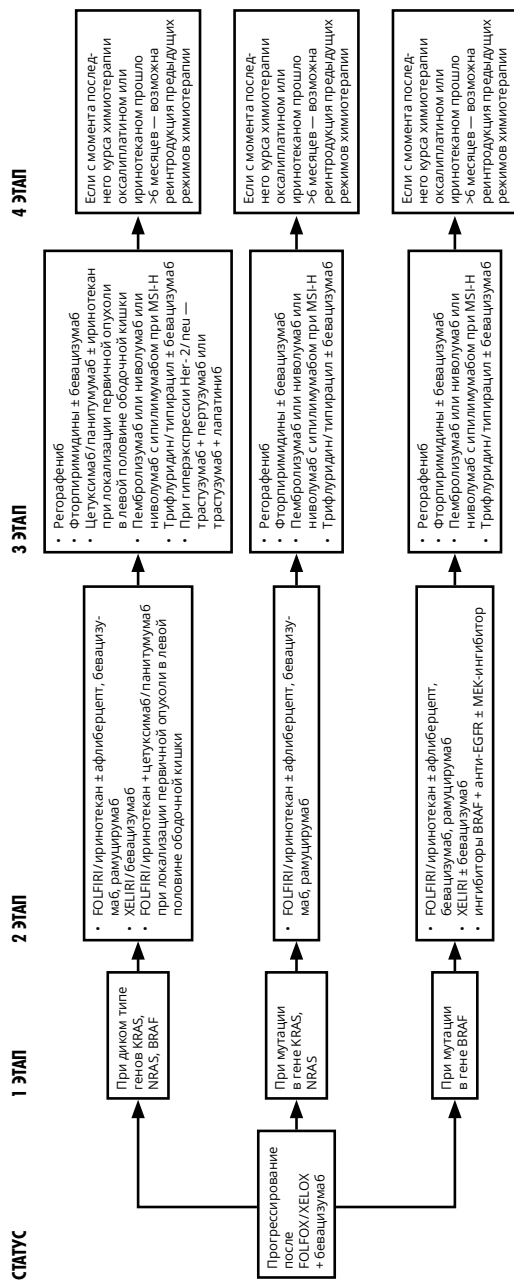 СТАТУС
1 ЭТАП
2 ЭТАП
3 ЭТАП
4 ЭТАП
Прогрессирование
после
FOLFOX/XELOX
+ бевацизумаб
При диком типе
генов KRAS,
NRAS, BRAF
• FOLFIRI/иринотекан ± афлиберцепт, бевацизу-
маб, рамуцирумаб
• XELIRI/бевацизумаб
• FOLFIRI/иринотекан + цетуксимаб/панитумумаб
при локализации первичной опухоли в левой
половине ободочной кишки
• Регорафениб
• Фторпиримидины ± бевацизумаб
• Цетуксимаб/панитумумаб ± иринотекан
при локализации первичной опухоли
в левой половине ободочной кишки
• Пембролизумаб или ниволумаб или
ниволумаб с ипилимумабом при MSI-H
• Трифлуридин/типирацил ± бевацизумаб
• При гиперэкспрессии Her- 2/neu —
трастузумаб + пертузумаб или
трастузумаб + лапатиниб
Если с момента послед-
него курса химиотерапии
оксалиплатином или
иринотеканом прошло
>6 месяцев — возможна
реинтродукция предыдущих
режимов химиотерапии
При мутации
в гене KRAS,
NRAS
• FOLFIRI/иринотекан ± афлиберцепт, бевацизу-
маб, рамуцирумаб
• Регорафениб
• Фторпиримидины ± бевацизумаб
• Пембролизумаб или ниволумаб или
ниволумаб с ипилимумабом при MSI-H
• Трифлуридин/типирацил ± бевацизумаб
Если с момента послед-
него курса химиотерапии
оксалиплатином или
иринотеканом прошло
>6 месяцев — возможна
реинтродукция предыдущих
режимов химиотерапии
При мутации
в гене BRAF
• FOLFIRI/иринотекан ± афлиберцепт,
бевацизумаб, рамуцирумаб
• XELIRI ± бевацизумаб
• ингибиторы BRAF + анти-EGFR ± MEK-ингибитор
• Регорафениб
• Фторпиримидины ± бевацизумаб
• Пембролизумаб или ниволумаб или
ниволумаб с ипилимумабом при MSI-H
• Трифлуридин/типирацил ± бевацизумаб
Если с момента послед-
него курса химиотерапии
оксалиплатином или
иринотеканом прошло
>6 месяцев — возможна
реинтродукция предыдущих
режимов химиотерапии